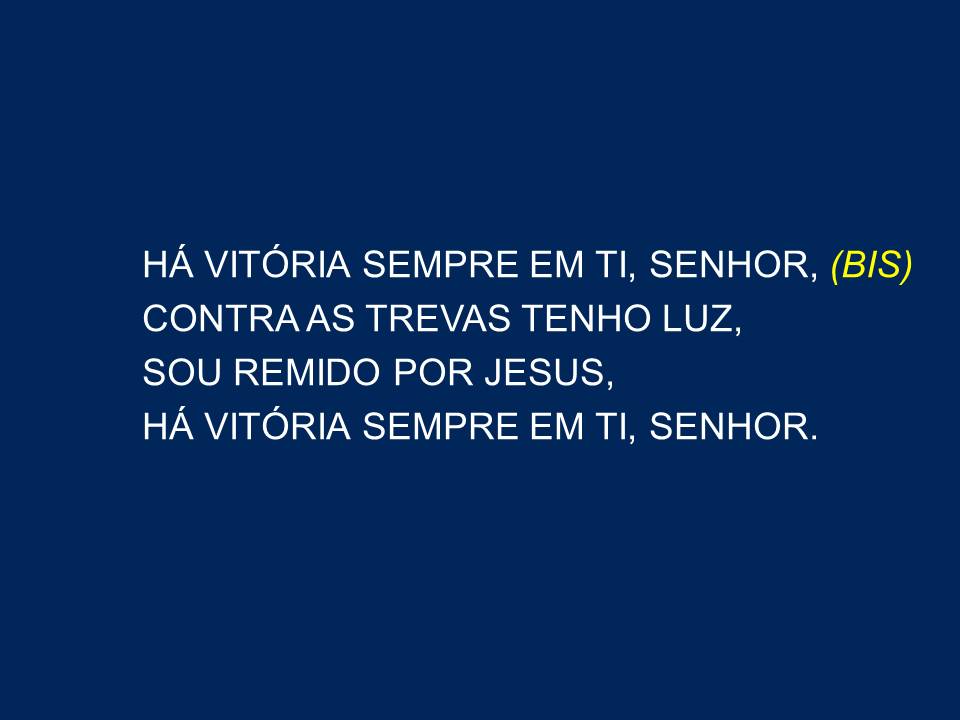 HÁ VITÓRIA SEMPRE EM TI, SENHOR, (BIS)
CONTRA AS TREVAS TENHO LUZ,
SOU REMIDO POR JESUS,
HÁ VITÓRIA SEMPRE EM TI, SENHOR.